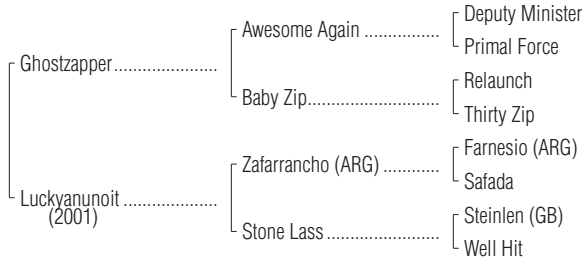 Deputy Minister
Awesome Again ..................
Primal Force
Ghostzapper.......................
Relaunch
Baby Zip.............................
Thirty Zip
Farnesio (ARG)
Zafarrancho (ARG) ..............
Safada
Luckyanunoit .....................
(2001)
Steinlen (GB)
Stone Lass .........................
Well Hit